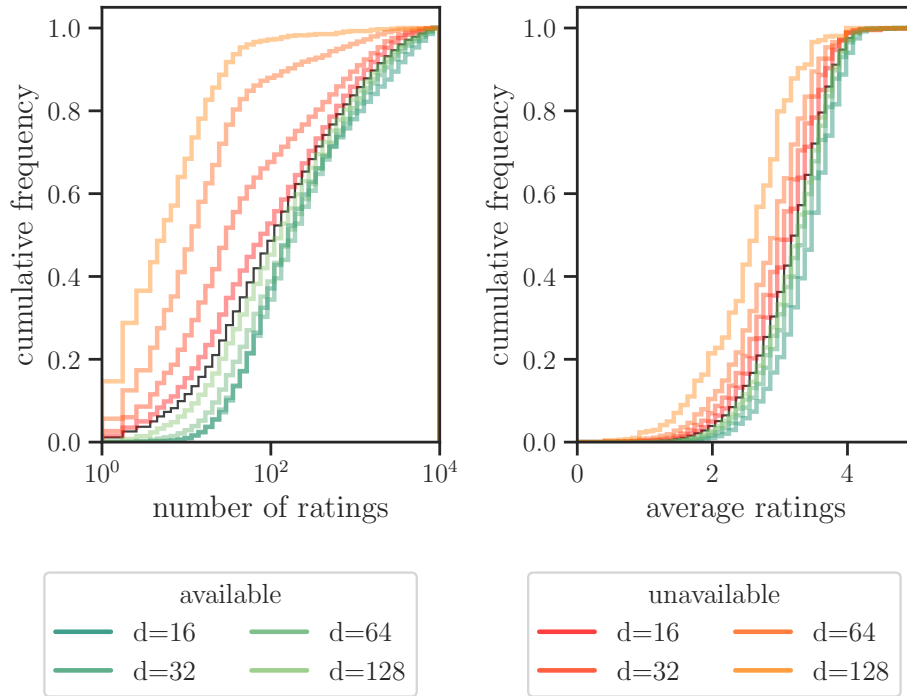 1.0
0.8
0.6
0.4
0.2
0.0
cumulative frequency
10^0
10^2
10^4
number of ratings
1.0
0.8
0.6
0.4
0.2
0.0
cumulative frequency
0
2
4
average ratings
available
d=16
d=64
d=32
d=128
unavailable
d=16
d=64
d=32
d=128